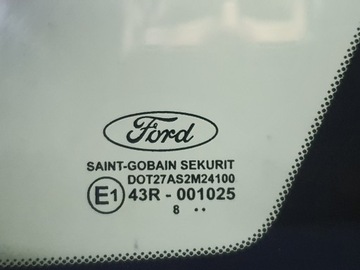 Ford
SAINT-GOBAIN SEKURIT
DOT27AS2M24100
E1 43R - 001025
8 ..